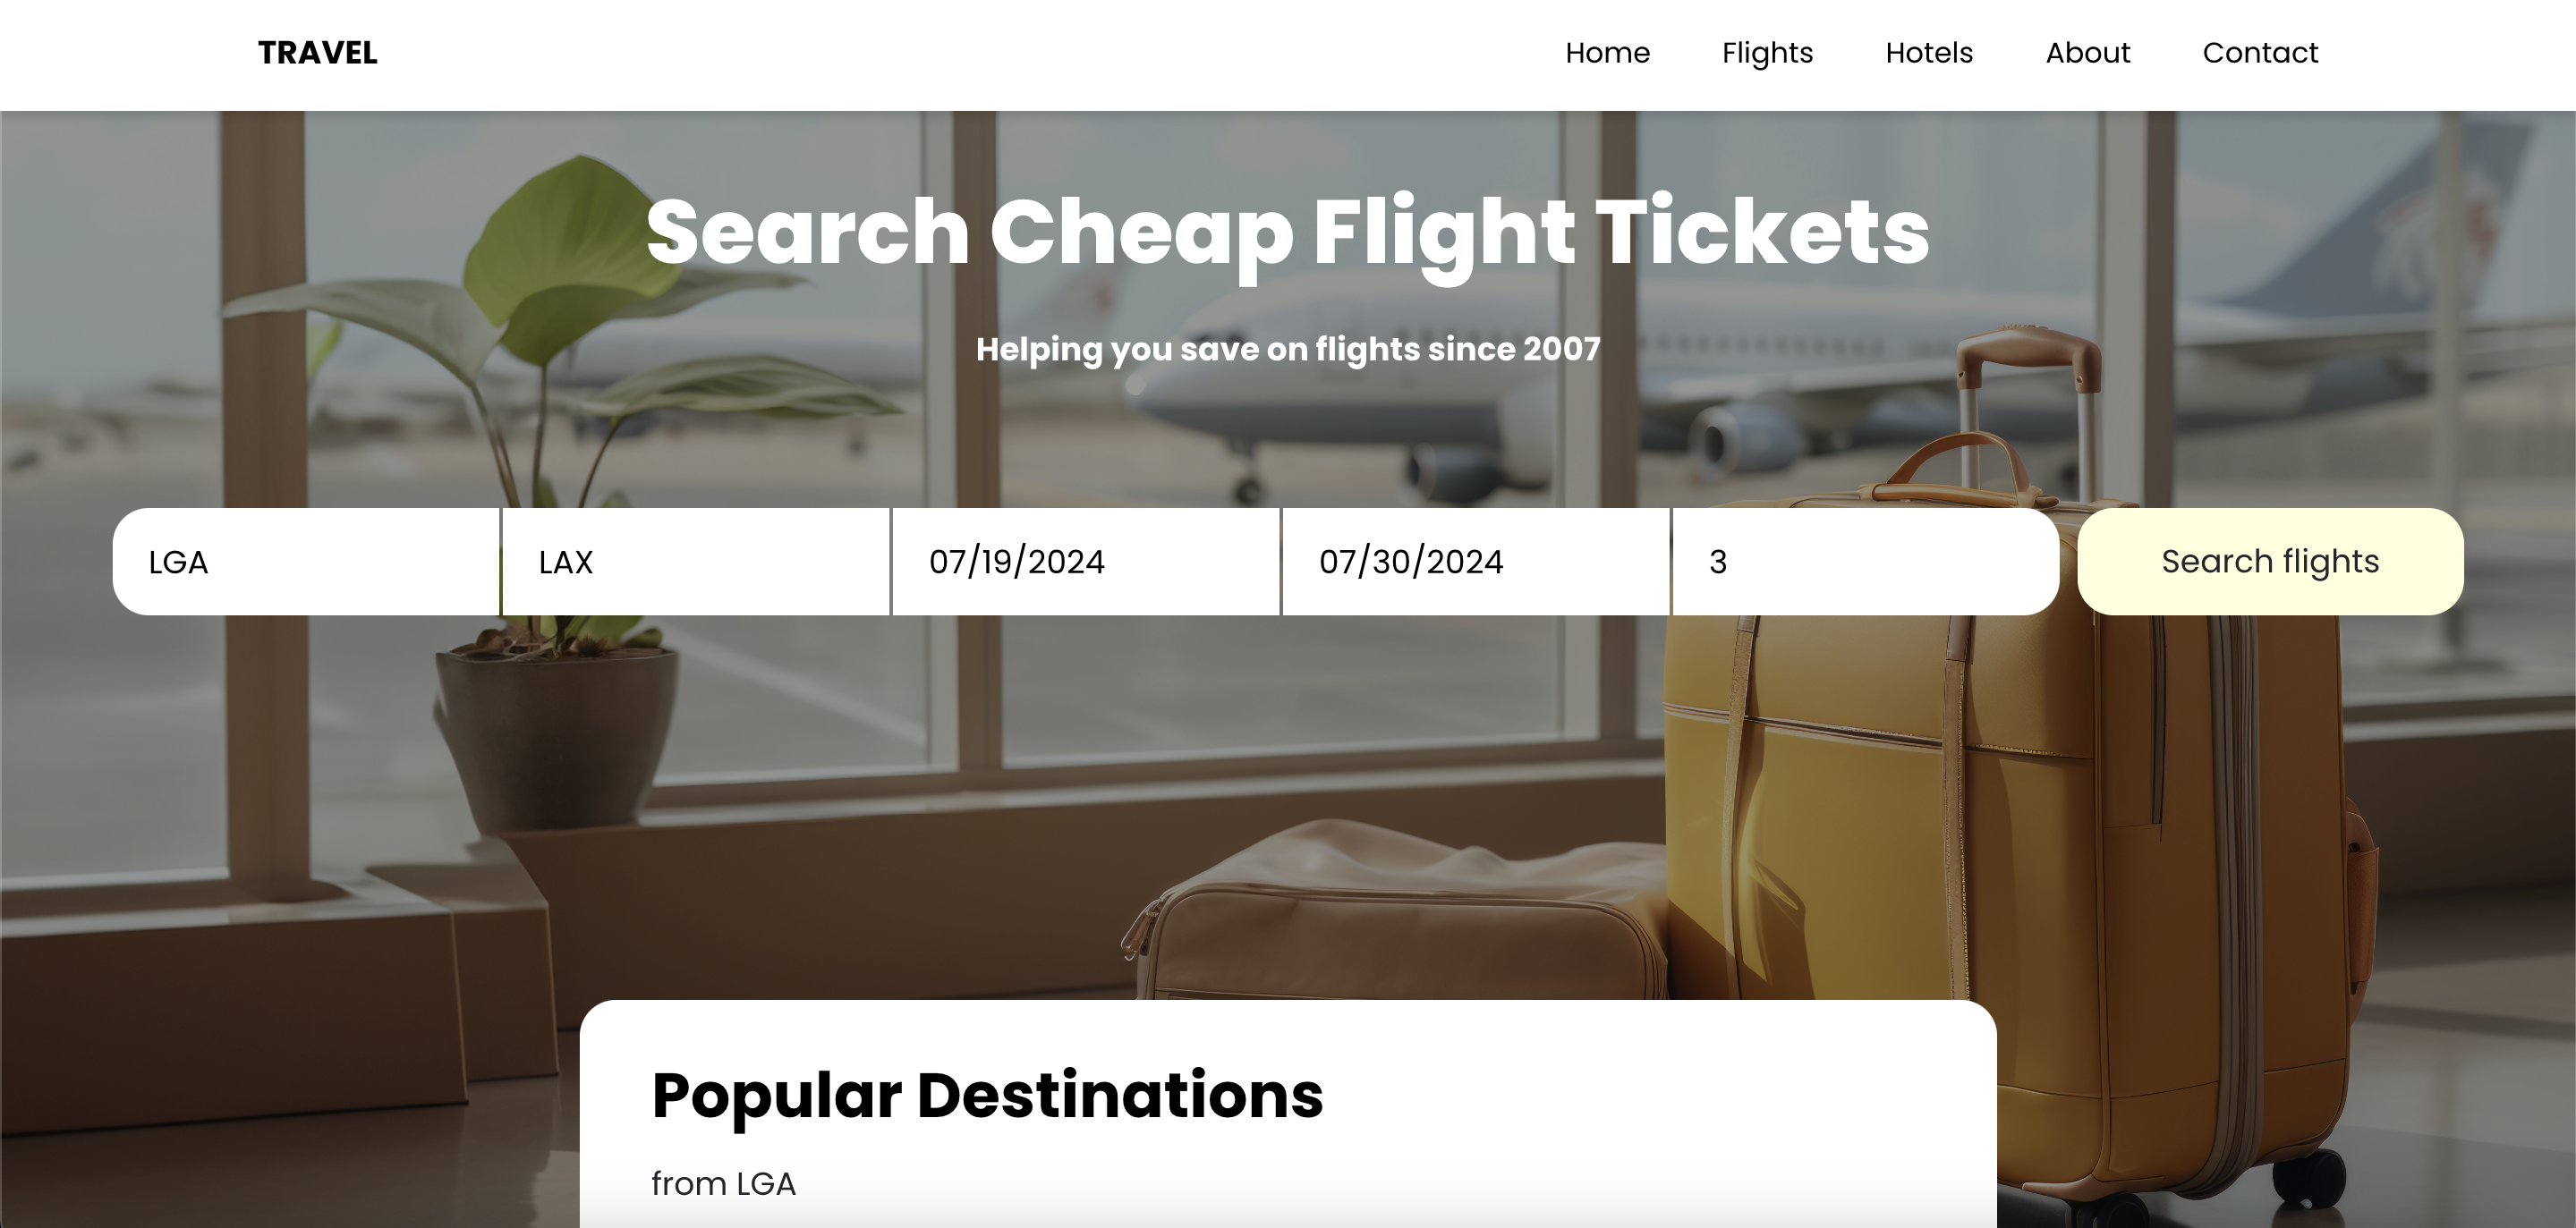 TRAVEL Home Flights Hotels About Contact
Search Cheap Flight Tickets
Helping you save on flights since 2007
LGA LAX 07/19/2024 07/30/2024 3 Search flights
Popular Destinations
from LGA